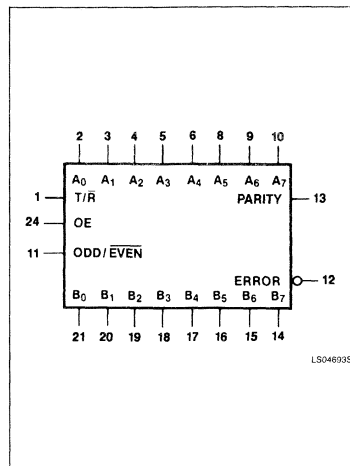 2 3 4 5 6 8 9 10
A0 A1 A2 A3 A4 A5 A6 A7
1 T/R̅ PARITY 13
24 OE
11 ODD/E̅V̅E̅N̅
ERROR 12
B0 B1 B2 B3 B4 B5 B6 B7
21 20 19 18 17 16 15 14
LS04693S